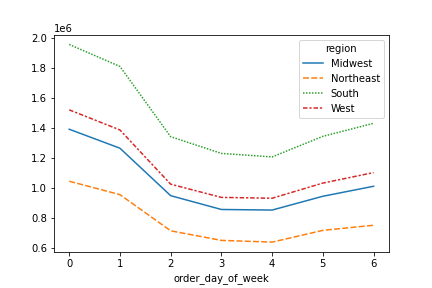 1e6
2.0
1.8
1.6
1.4
1.2
1.0
0.8
0.6
region
Midwest
Northeast
South
West
0 1 2 3 4 5 6
order_day_of_week